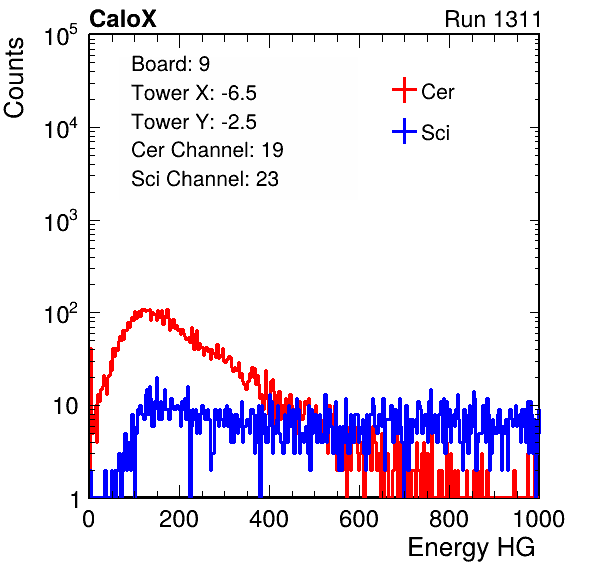 CaloX Run 1311
Counts
10^5
10^4
10^3
10^2
10
1
Board: 9
Tower X: -6.5
Tower Y: -2.5
Cer Channel: 19
Sci Channel: 23
Cer
Sci
0 200 400 600 800 1000
Energy HG